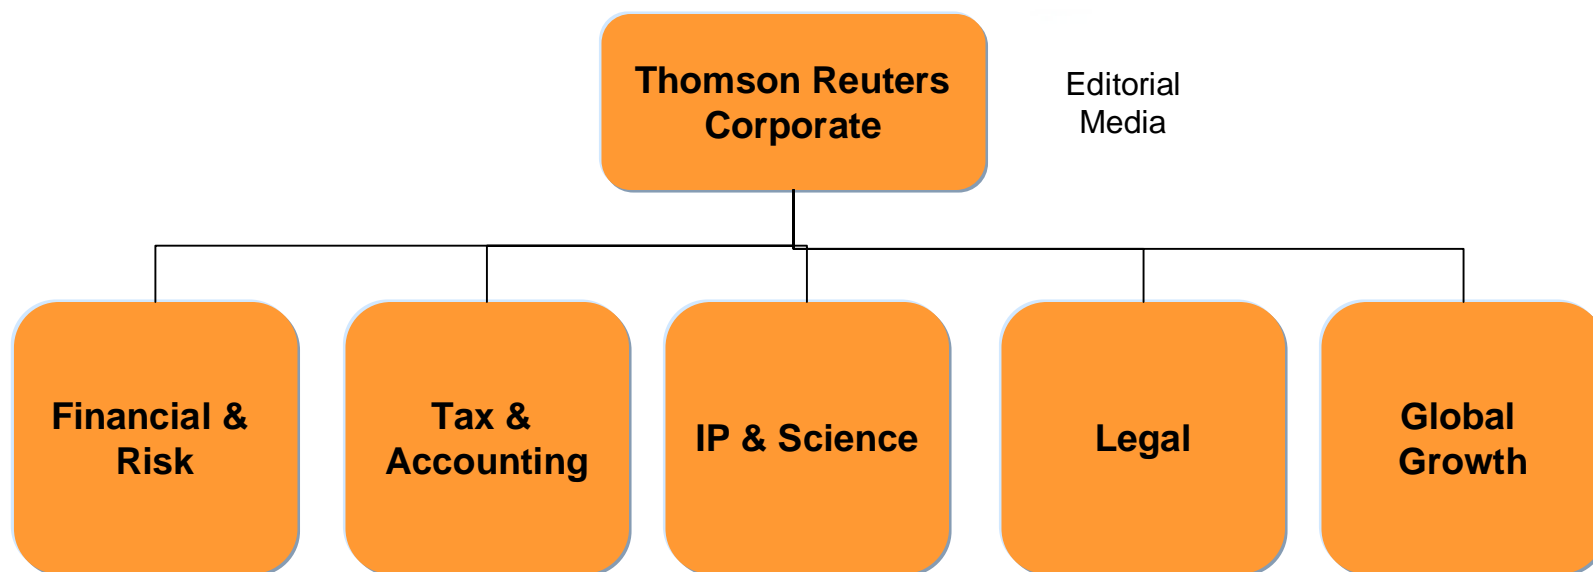 Thomson Reuters
Corporate
Editorial
Media
Financial &
Risk
Tax &
Accounting
IP & Science
Legal
Global
Growth